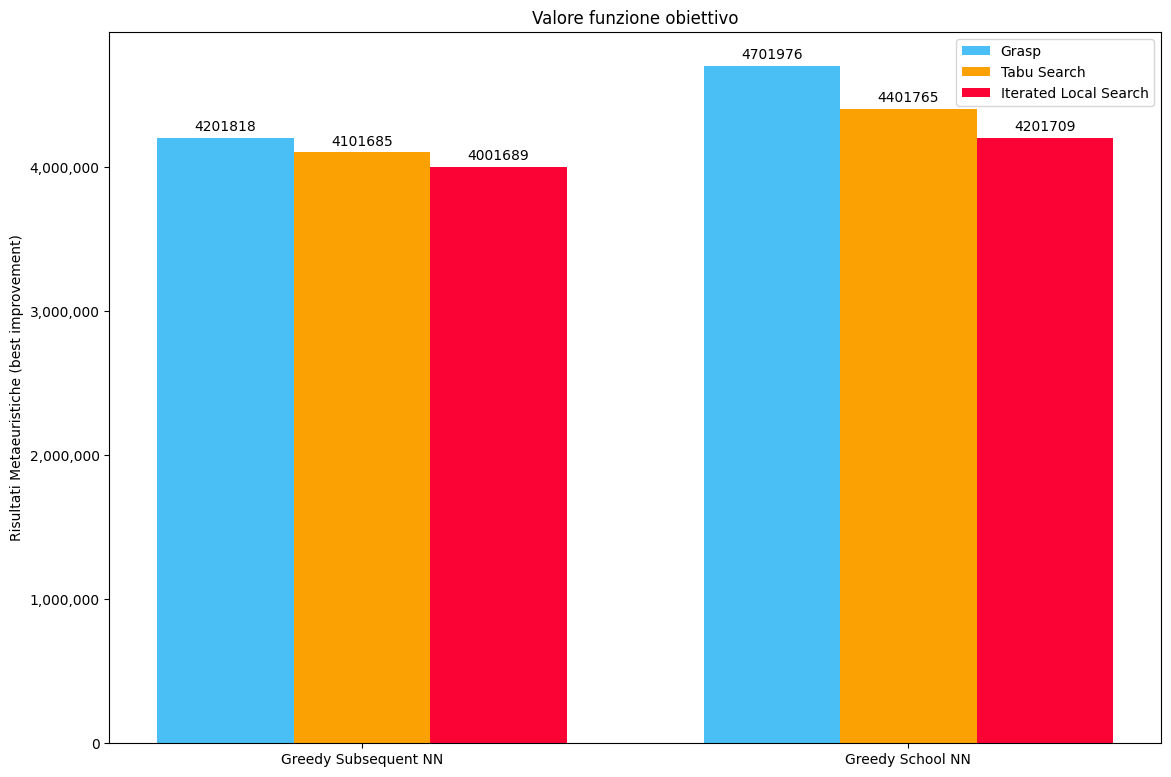 Valore funzione obiettivo
Grasp
Tabu Search
Iterated Local Search
4201818
4101685
4001689
4701976
4401765
4201709
Risultati Metaeuristiche (best improvement)
4,000,000
3,000,000
2,000,000
1,000,000
0
Greedy Subsequent NN
Greedy School NN